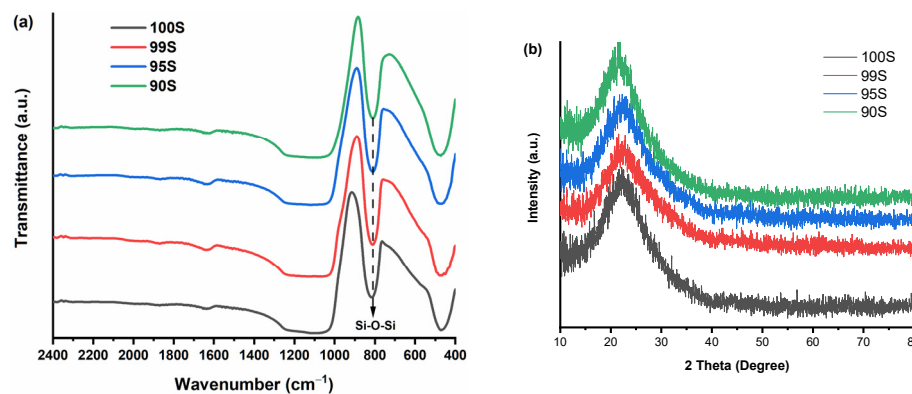 (a)
100S
99S
95S
90S
Transmittance (a.u.)
Si-O-Si
2400 2200 2000 1800 1600 1400 1200 1000 800 600 400
Wavenumber (cm⁻¹)
(b)
100S
99S
95S
90S
Intensity (a.u.)
10 20 30 40 50 60 70 80
2 Theta (Degree)